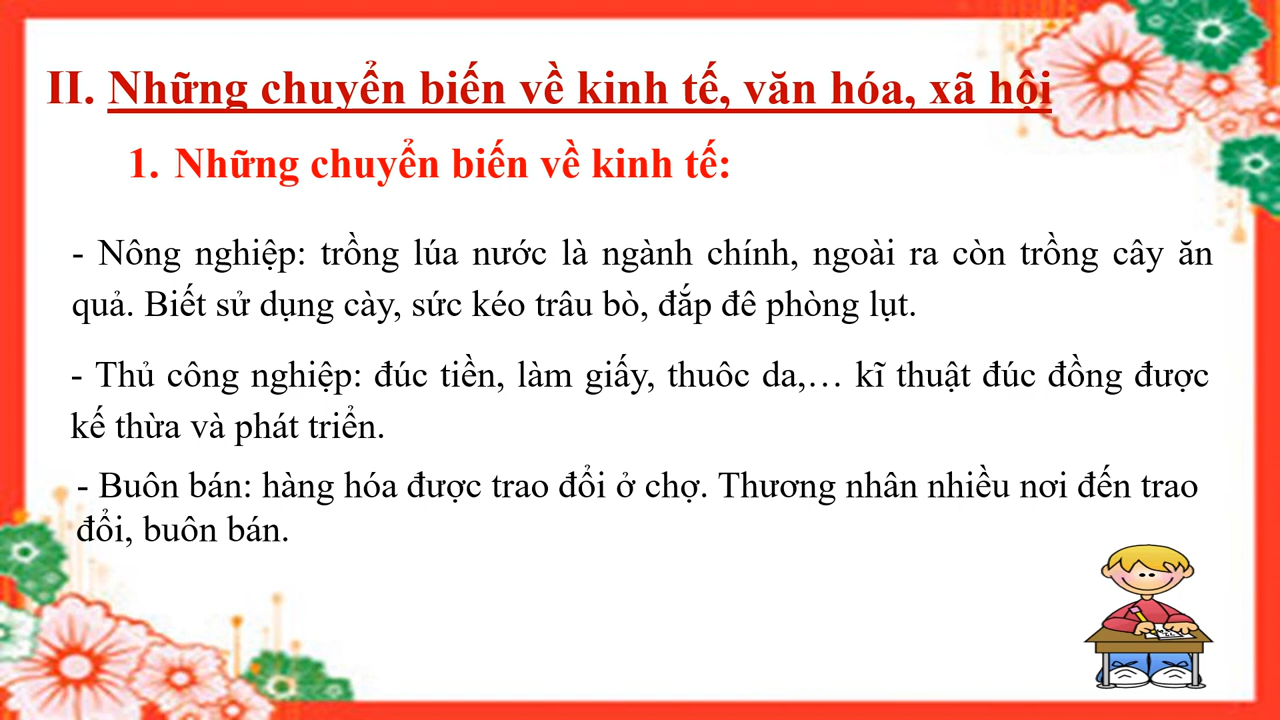 II. Những chuyển biến về kinh tế, văn hóa, xã hội
1. Những chuyển biến về kinh tế:
- Nông nghiệp: trồng lúa nước là ngành chính, ngoài ra còn trồng cây ăn
quả. Biết sử dụng cày, sức kéo trâu bò, đắp đê phòng lụt.
- Thủ công nghiệp: đúc tiền, làm giấy, thuôc da,… kĩ thuật đúc đồng được
kế thừa và phát triển.
- Buôn bán: hàng hóa được trao đổi ở chợ. Thương nhân nhiều nơi đến trao
đổi, buôn bán.